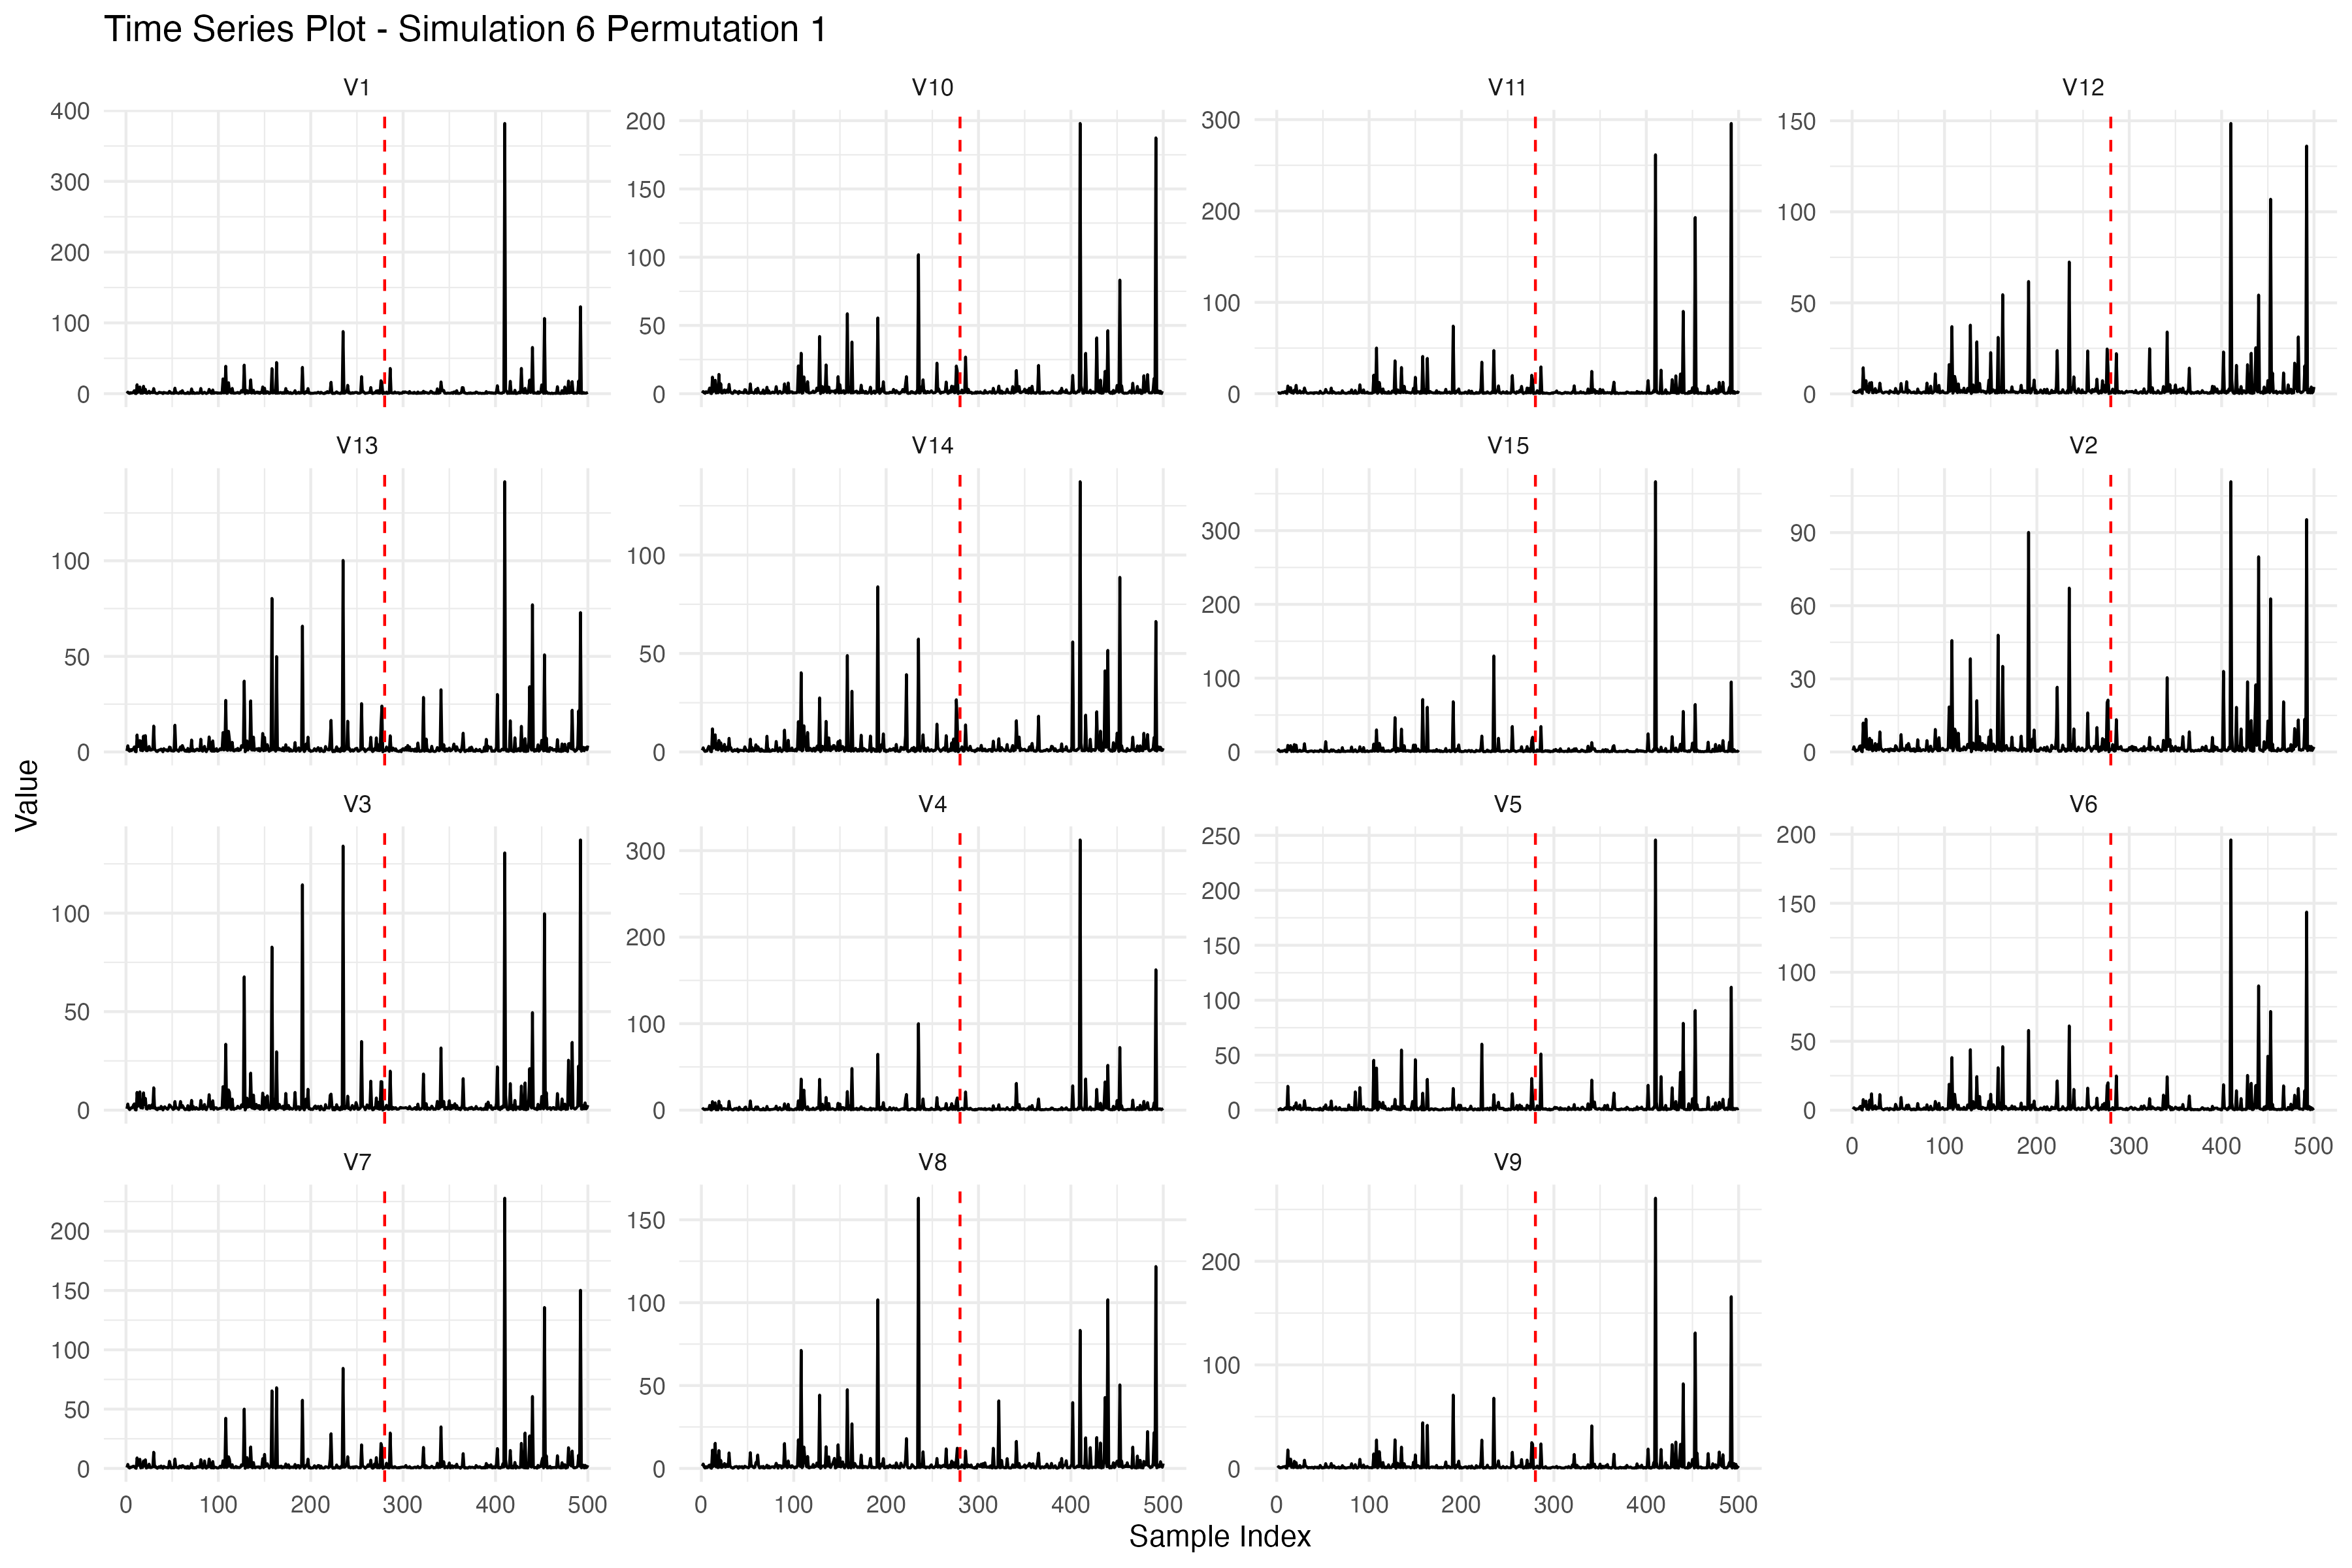 Time Series Plot - Simulation 6 Permutation 1
V1 V10 V11 V12
400 300 200 100 0
200 150 100 50 0
300 200 100 0
150 100 50 0
V13 V14 V15 V2
100 50 0
100 50 0
300 200 100 0
90 60 30 0
Value
V3 V4 V5 V6
100 50 0
300 200 100 0
250 200 150 100 50 0
200 150 100 50 0
0 100 200 300 400 500
V7 V8 V9
200 150 100 50 0
150 100 50 0
200 100 0
0 100 200 300 400 500
0 100 200 300 400 500
0 100 200 300 400 500
Sample Index